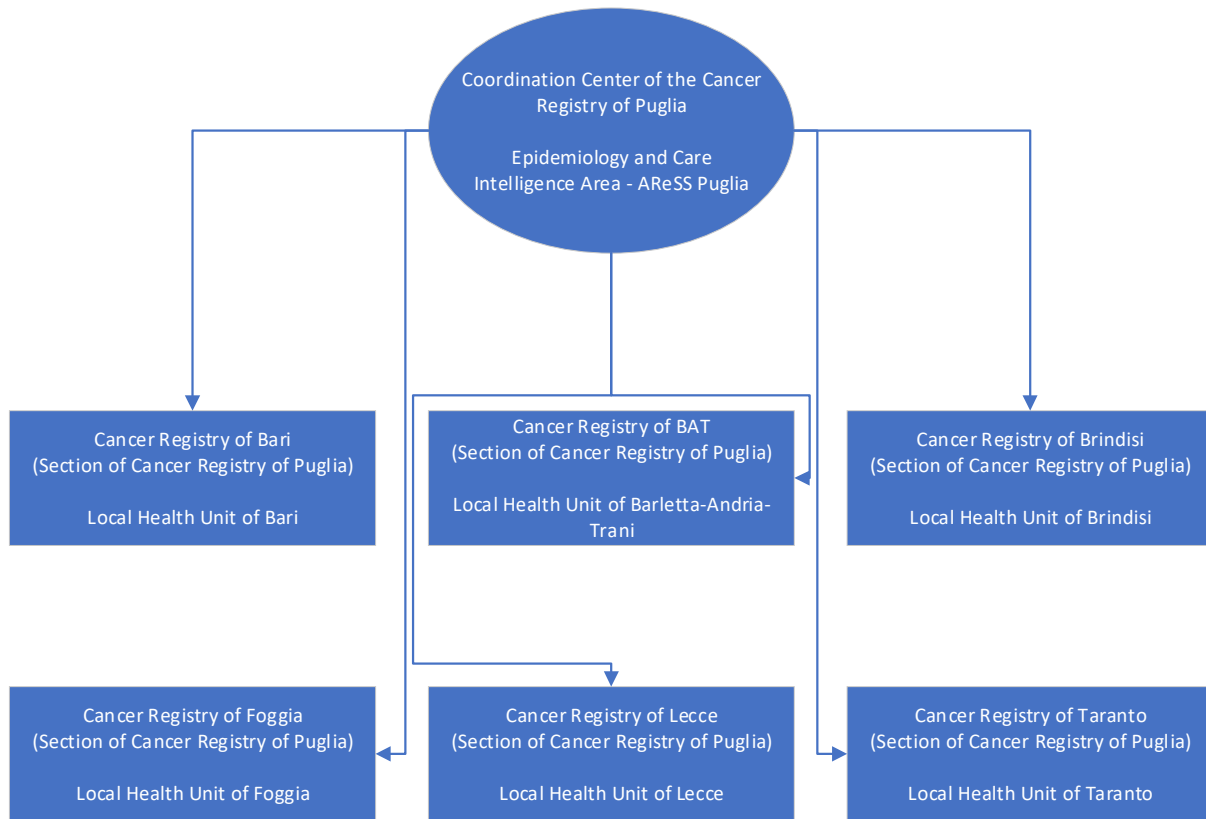 Coordination Center of the Cancer
Registry of Puglia
Epidemiology and Care
Intelligence Area - AReSS Puglia
Cancer Registry of Bari
(Section of Cancer Registry of Puglia)
Local Health Unit of Bari
Cancer Registry of BAT
(Section of Cancer Registry of Puglia)
Local Health Unit of Barletta-Andria-
Trani
Cancer Registry of Brindisi
(Section of Cancer Registry of Puglia)
Local Health Unit of Brindisi
Cancer Registry of Foggia
(Section of Cancer Registry of Puglia)
Local Health Unit of Foggia
Cancer Registry of Lecce
(Section of Cancer Registry of Puglia)
Local Health Unit of Lecce
Cancer Registry of Taranto
(Section of Cancer Registry of Puglia)
Local Health Unit of Taranto